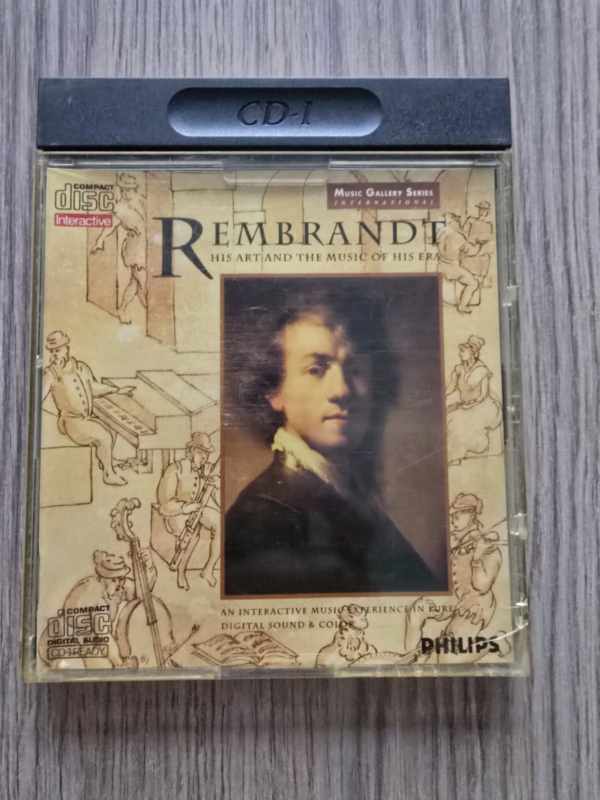 CD-I
COMPACT
disc
Interactive
MUSIC GALLERY SERIES
INTERNATIONAL
REMBRANDT
HIS ART AND THE MUSIC OF HIS ERA
AN INTERACTIVE MUSIC EXPERIENCE IN PURE
DIGITAL SOUND & COLOR
COMPACT
disc
DIGITAL AUDIO
CD-I READY
PHILIPS